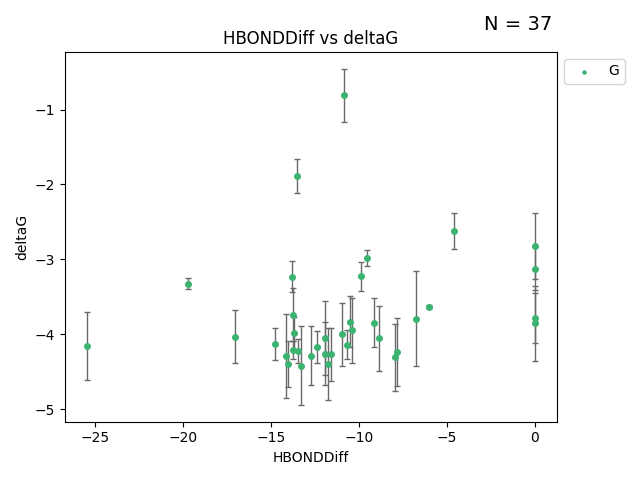 N = 37
HBONDDiff vs deltaG
G
−1
−2
−3
−4
−5
deltaG
−25
−20
−15
−10
−5
0
HBONDDiff